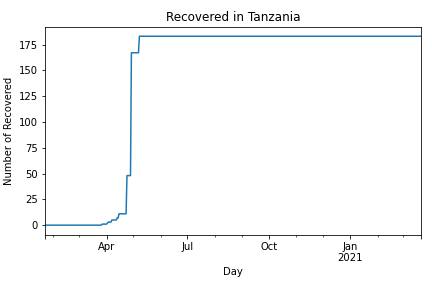 Recovered in Tanzania
Number of Recovered
175
150
125
100
75
50
25
0
Apr
Jul
Oct
Jan
2021
Day